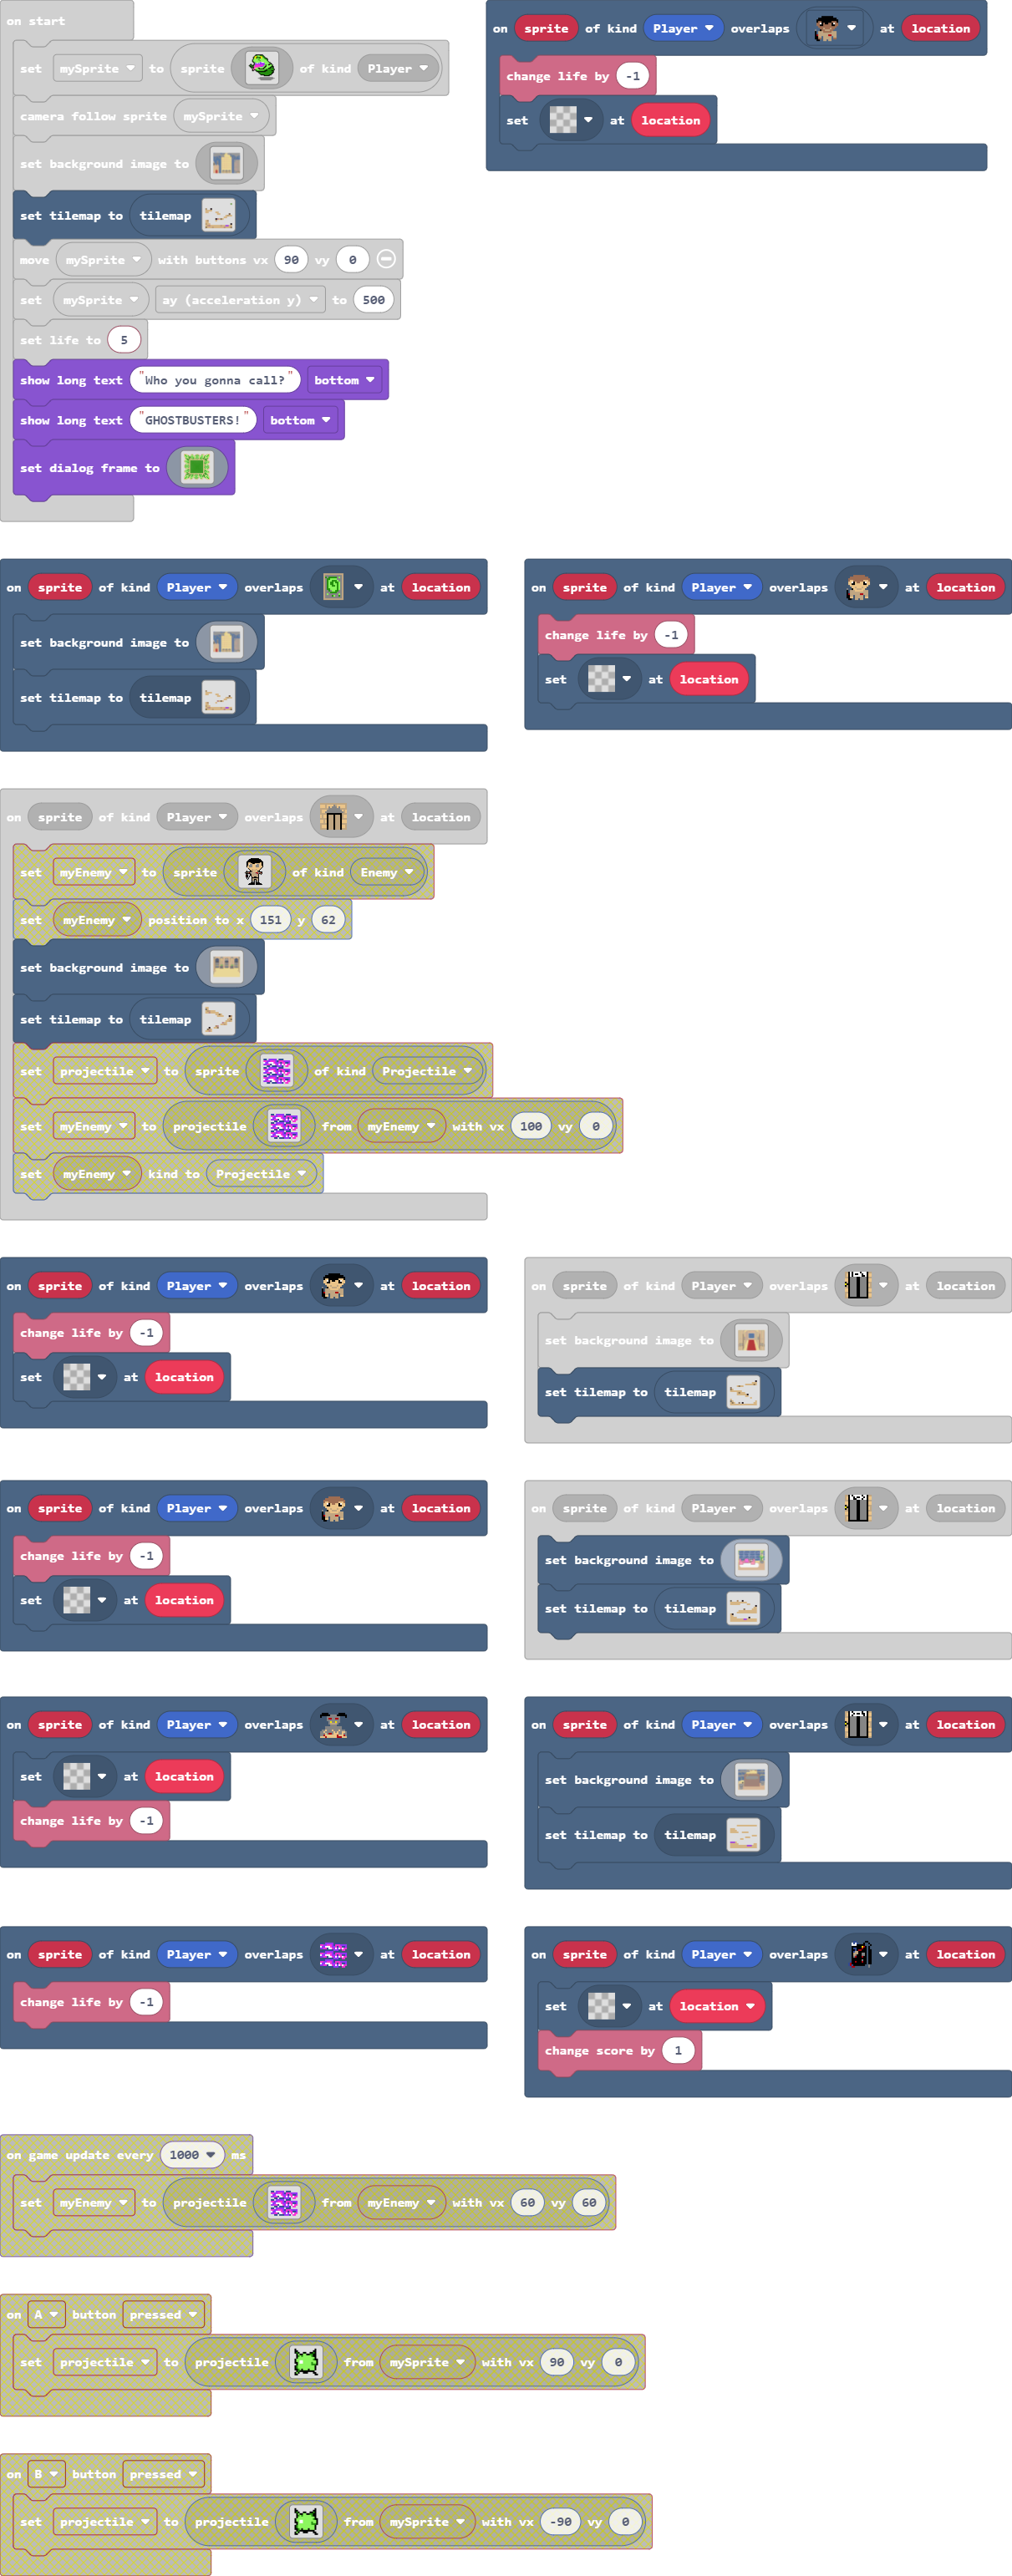 on start
set mySprite to sprite of kind Player
camera follow sprite mySprite
set background image to
set tilemap to tilemap
move mySprite with buttons vx 90 vy 0
set mySprite ay (acceleration y) to 500
set life to 5
show long text "Who you gonna call?" bottom
show long text "GHOSTBUSTERS!" bottom
set dialog frame to
on sprite of kind Player overlaps at location
change life by -1
set at location
on sprite of kind Player overlaps at location
set background image to
set tilemap to tilemap
on sprite of kind Player overlaps at location
change life by -1
set at location
on sprite of kind Player overlaps at location
set myEnemy to sprite of kind Enemy
set myEnemy position to x 151 y 62
set background image to
set tilemap to tilemap
set projectile to sprite of kind Projectile
set myEnemy to projectile from myEnemy with vx 100 vy 0
set myEnemy kind to Projectile
on sprite of kind Player overlaps at location
change life by -1
set at location
on sprite of kind Player overlaps at location
set background image to
set tilemap to tilemap
on sprite of kind Player overlaps at location
change life by -1
set at location
on sprite of kind Player overlaps at location
set background image to
set tilemap to tilemap
on sprite of kind Player overlaps at location
set at location
change life by -1
on sprite of kind Player overlaps at location
set background image to
set tilemap to tilemap
on sprite of kind Player overlaps at location
change life by -1
on sprite of kind Player overlaps at location
set at location
change score by 1
on game update every 1000 ms
set myEnemy to projectile from myEnemy with vx 60 vy 60
on A button pressed
set projectile to projectile from mySprite with vx 90 vy 0
on B button pressed
set projectile to projectile from mySprite with vx -90 vy 0